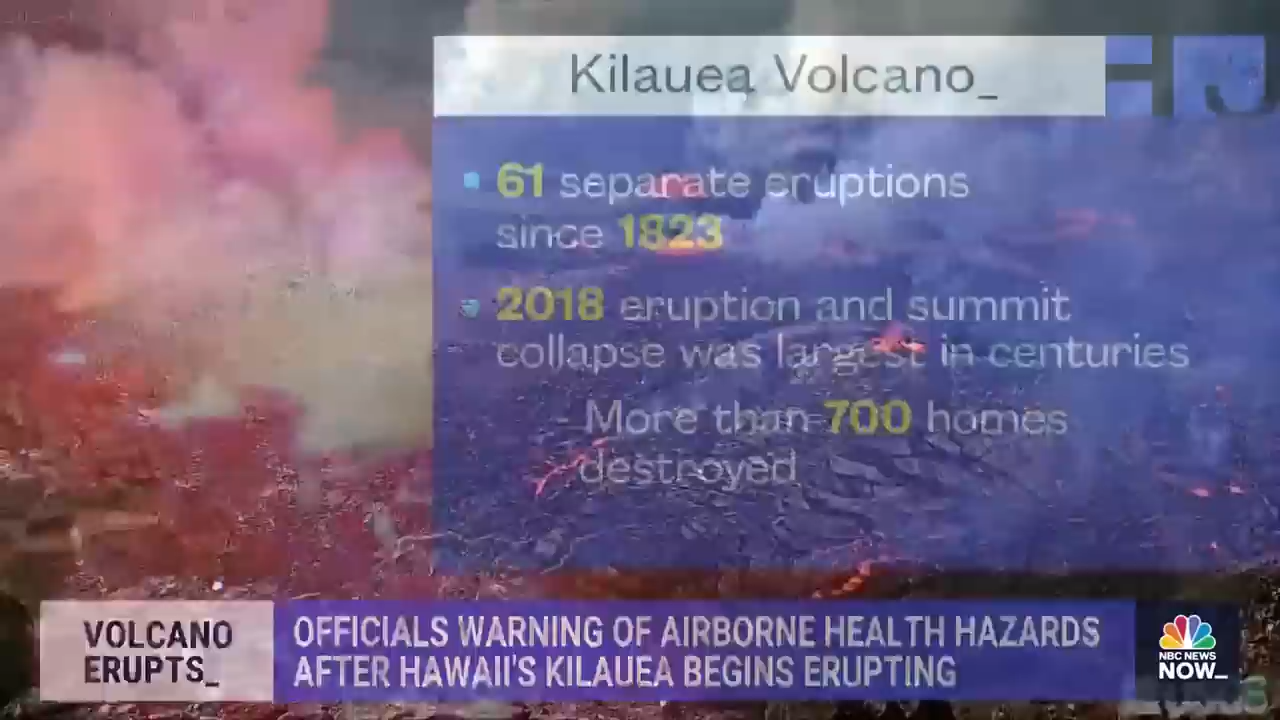 Kilauea Volcano_
61 separate eruptions
since 1823
2018 eruption and summit
collapse was largest in centuries
- More than 700 homes
destroyed
VOLCANO
ERUPTS_
OFFICIALS WARNING OF AIRBORNE HEALTH HAZARDS
AFTER HAWAII'S KILAUEA BEGINS ERUPTING
NBC NEWS
NOW_